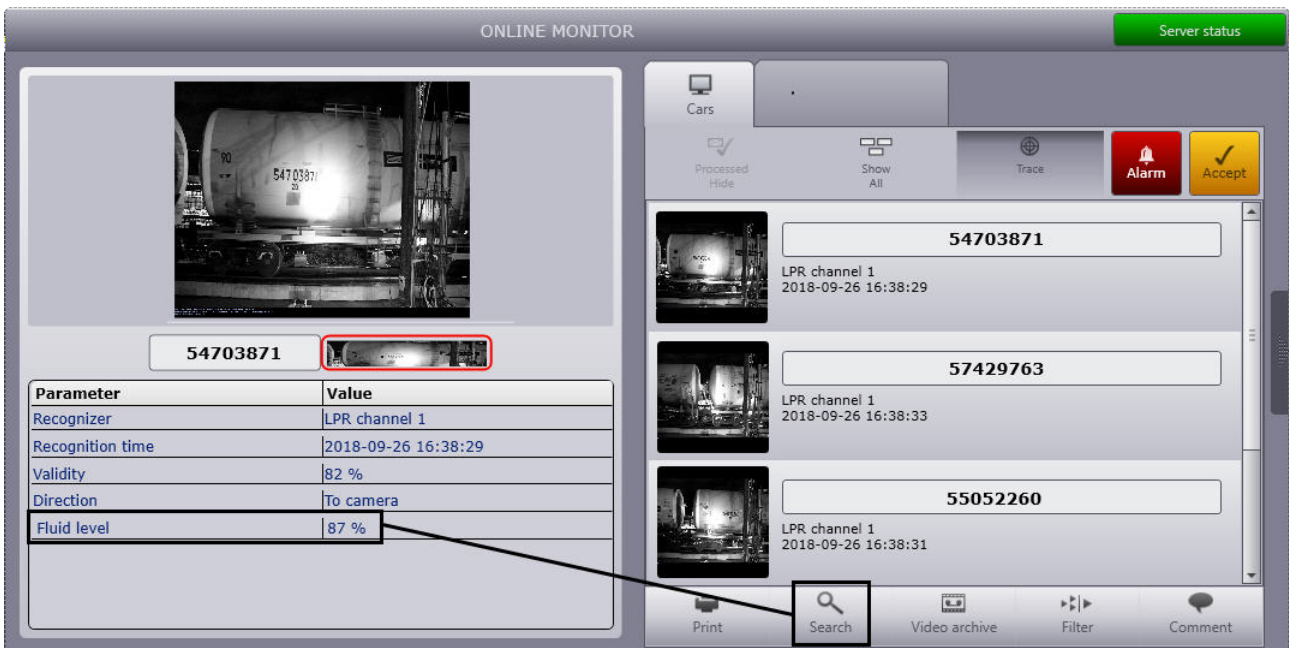 ONLINE MONITOR
Server status
90
54703871
20
54703871
Parameter Value
Recognizer LPR channel 1
Recognition time 2018-09-26 16:38:29
Validity 82 %
Direction To camera
Fluid level 87 %
Cars
Processed
Hide
Show
All
Trace
Alarm
Accept
54703871
LPR channel 1
2018-09-26 16:38:29
57429763
LPR channel 1
2018-09-26 16:38:33
55052260
LPR channel 1
2018-09-26 16:38:31
Print
Search
Video archive
Filter
Comment